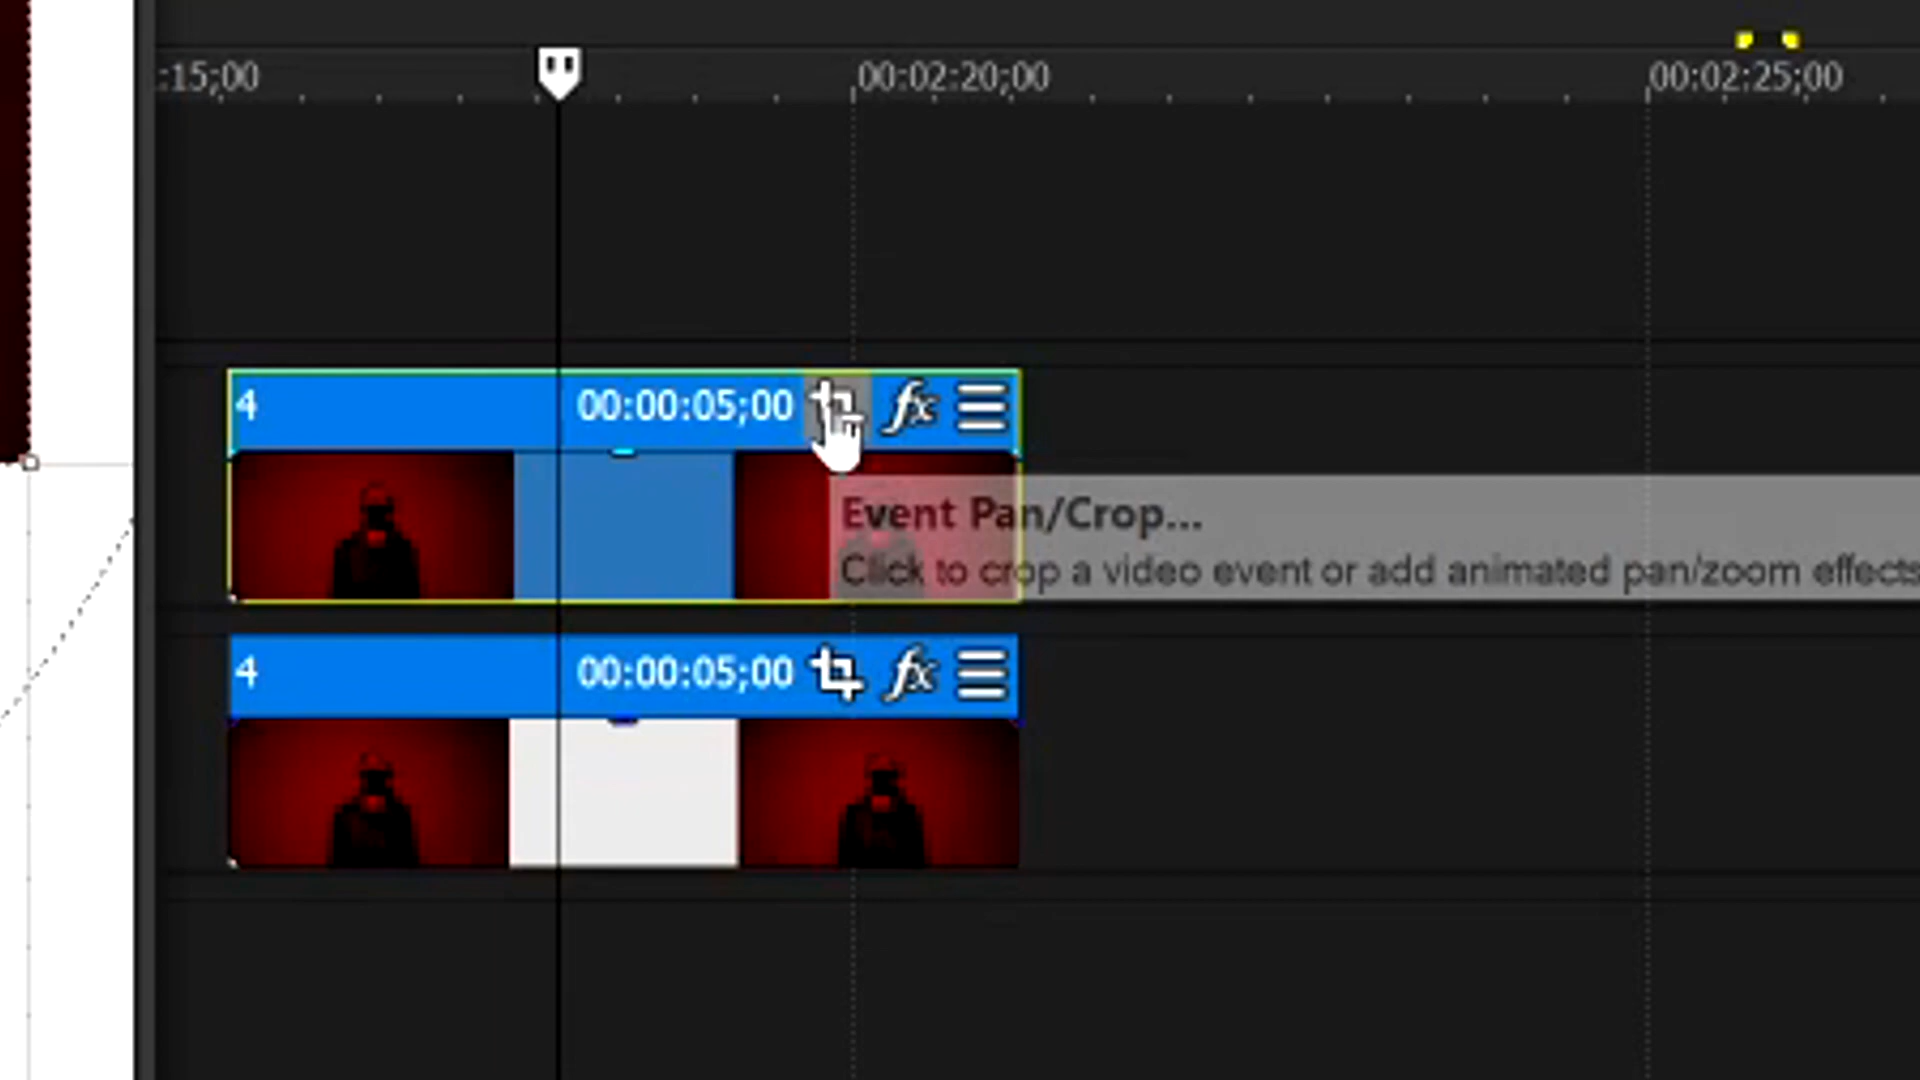 :15;00
00:02:20;00
00:02:25;00
4 00:00:05;00 fx
Event Pan/Crop...
Click to crop a video event or add animated pan/zoom effects
4 00:00:05;00 fx